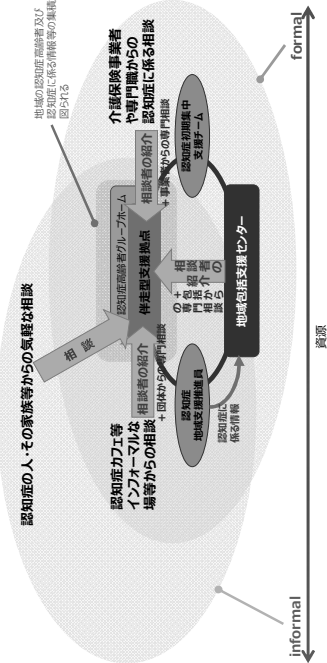 地域の認知症高齢者及び
認知症に係る情報等の集積が
図られる
formal
介護保険事業者
や専門職からの
認知症に係る相談
相談者の紹介
+事業者からの専門相談
認知症初期集中
支援チーム
認知症高齢者グループホーム
伴走型支援拠点
相談者の
紹介
+包括から
の専門相談
地域包括支援センター
認知症の人・その家族等からの気軽な相談
相談
相談者の紹介
+団体からの専門相談
認知症カフェ等
インフォーマルな
場等からの相談
認知症
地域支援推進員
認知症に
係る情報
資源
informal